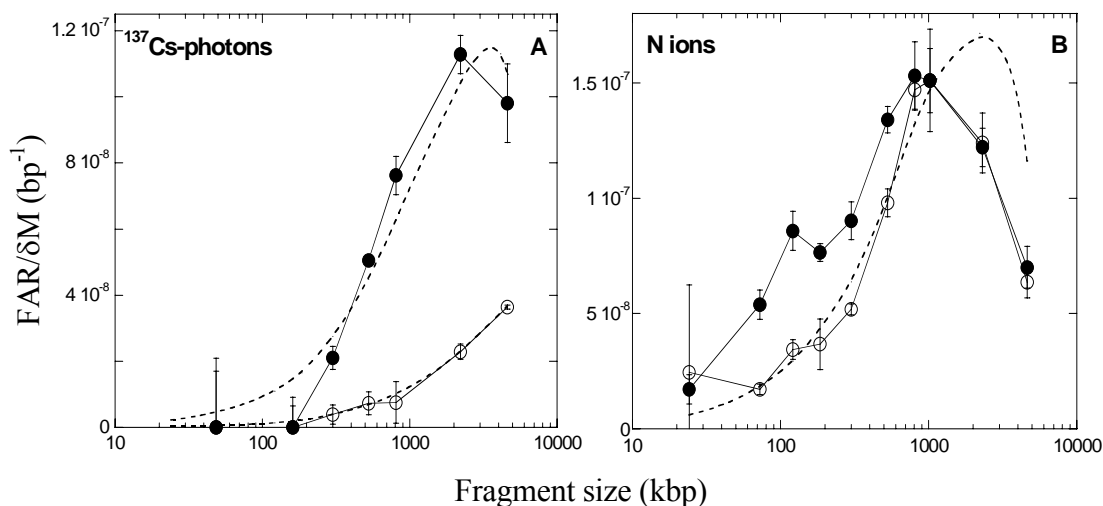 ¹³⁷Cs-photons
A
N ions
B
FAR/δM (bp⁻¹)
1.2 10⁻⁷
8 10⁻⁸
4 10⁻⁸
0
10 100 1000 10000
1.5 10⁻⁷
1 10⁻⁷
5 10⁻⁸
0
10 100 1000 10000
Fragment size (kbp)